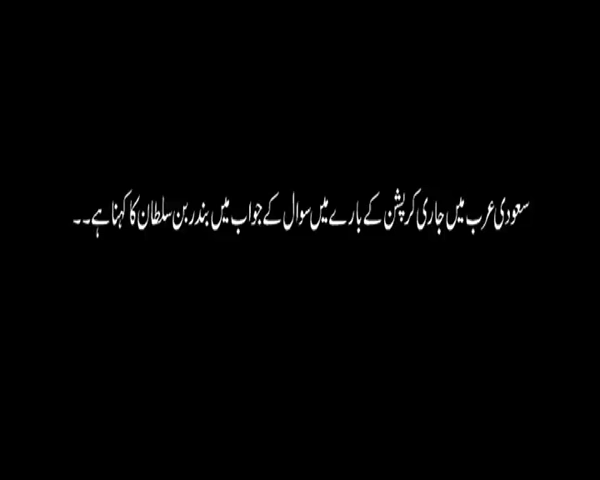 سعودی عرب میں جاری کرپشن کے بارے میں سوال کے جواب میں بندر بن سلطان کا کہنا ہے۔۔